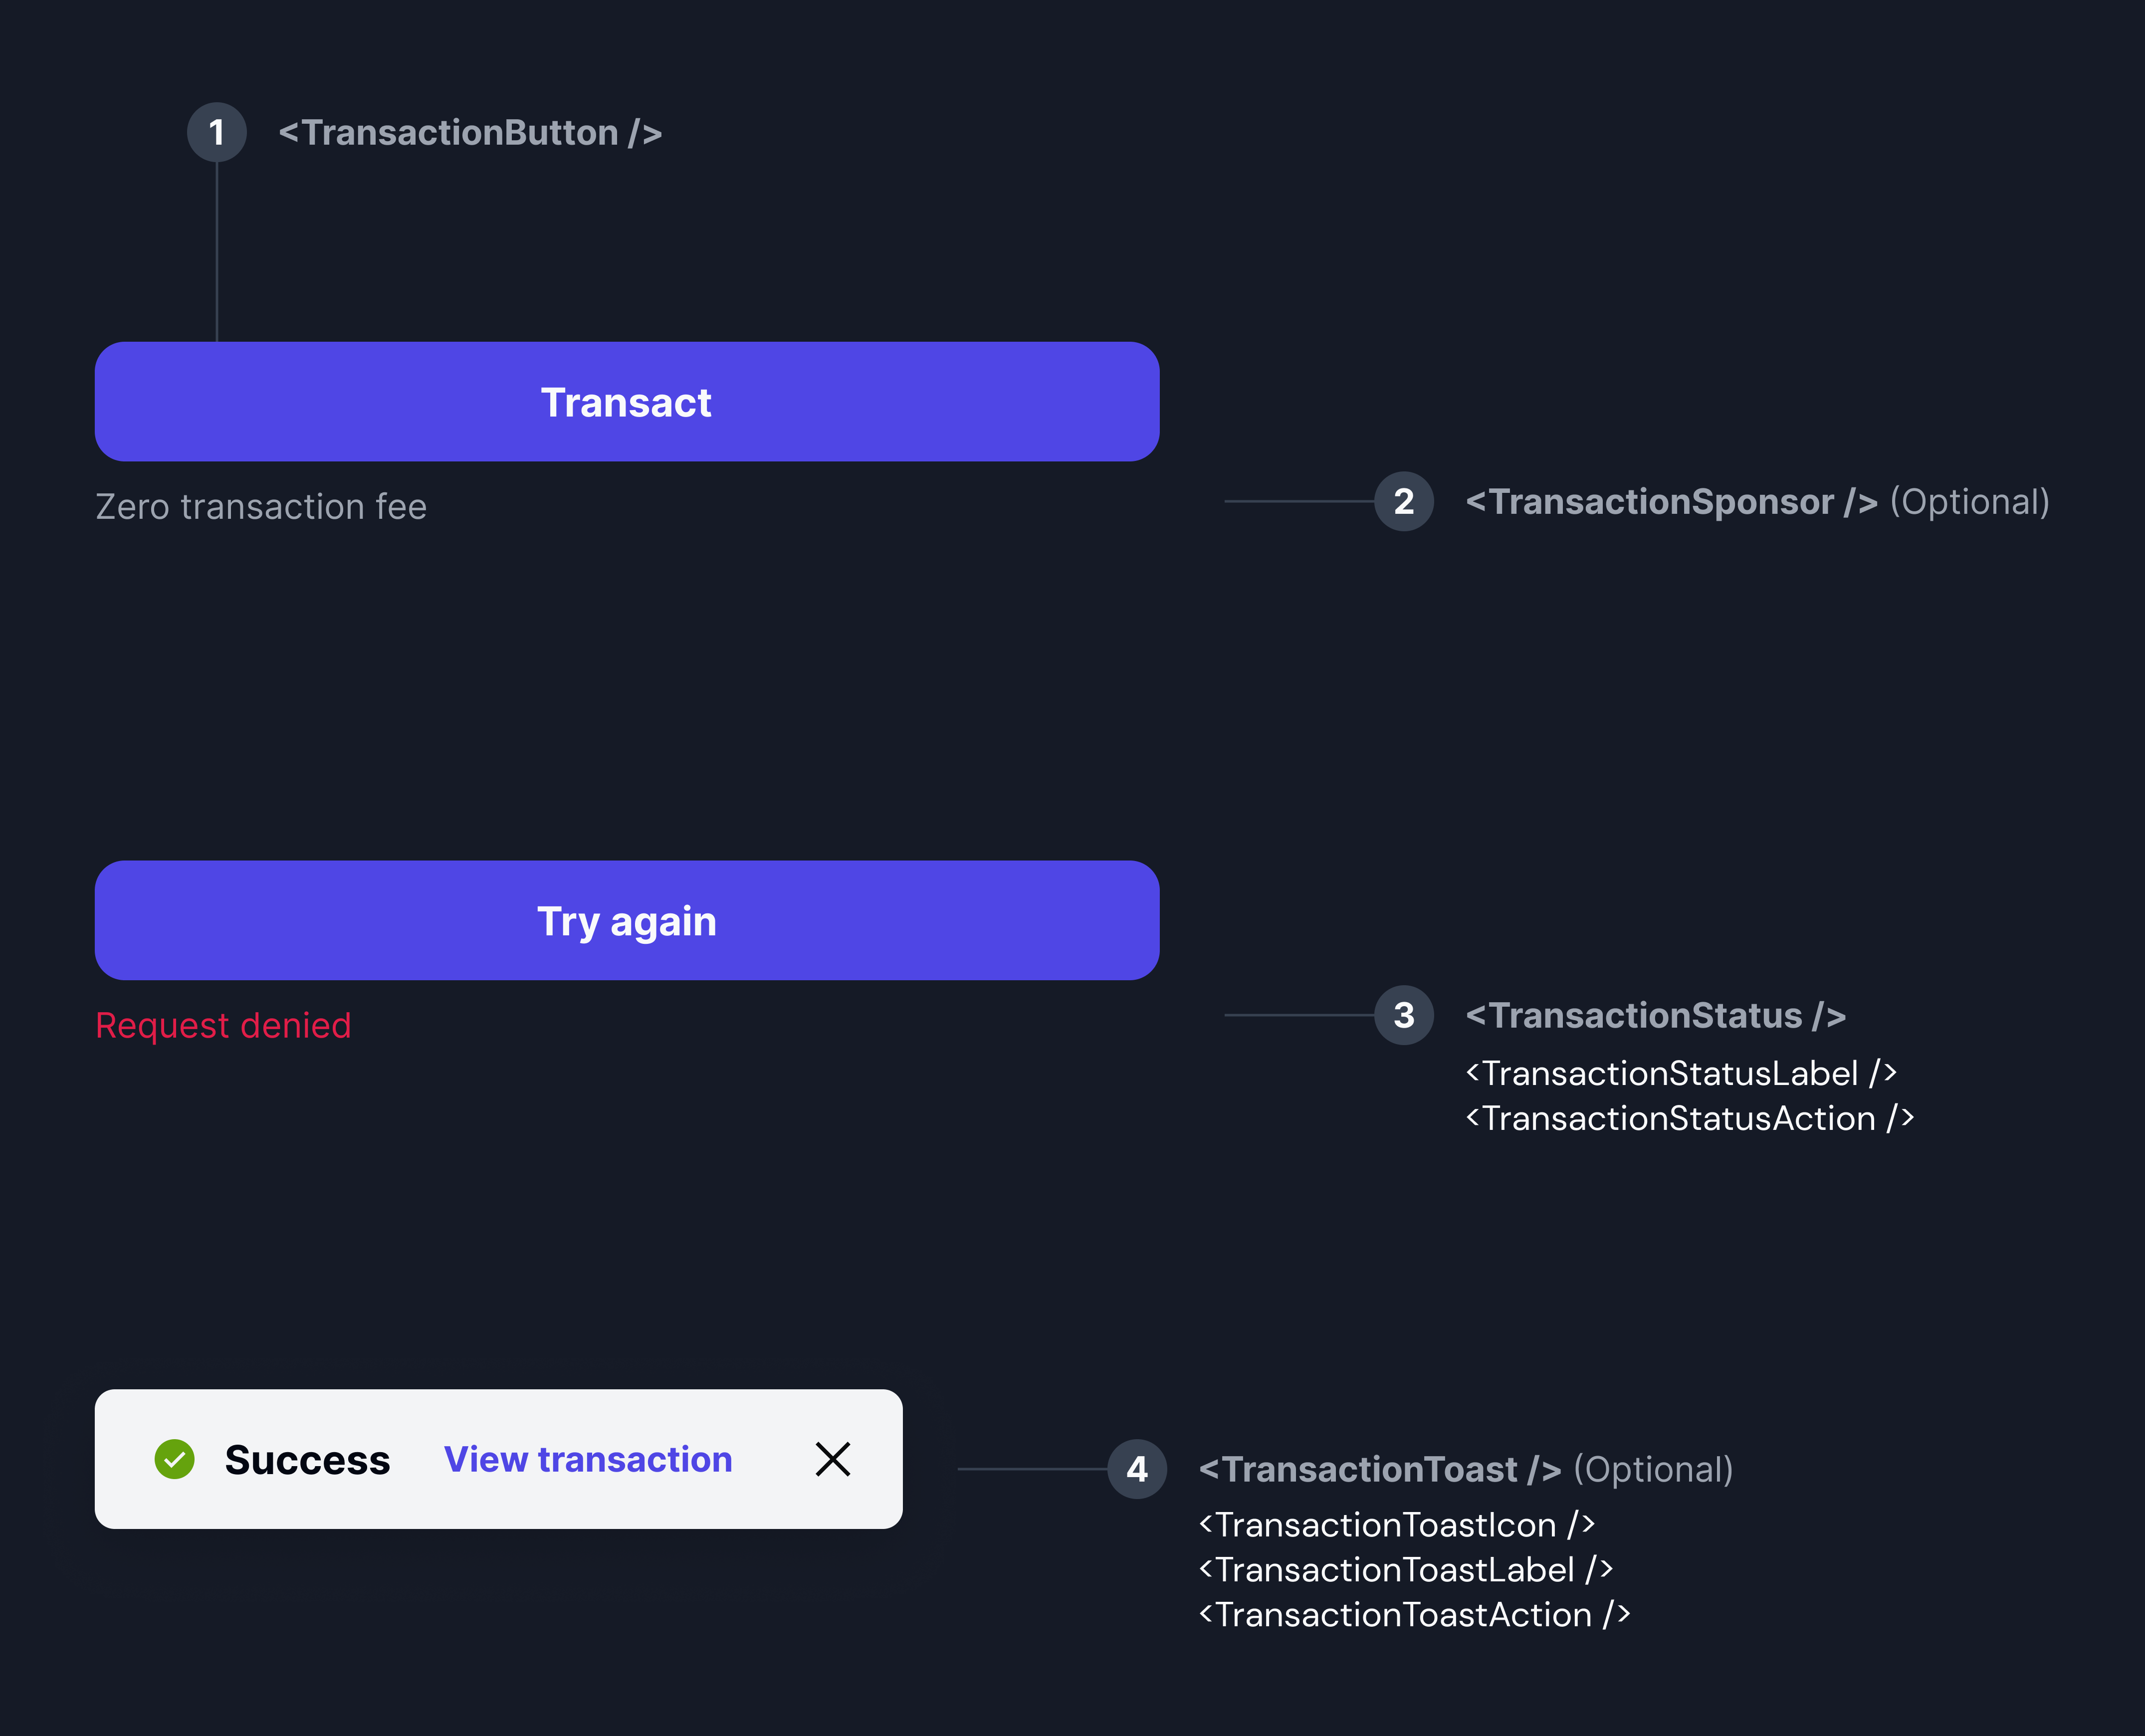 1 <TransactionButton />
Transact
Zero transaction fee
2 <TransactionSponsor /> (Optional)
Try again
Request denied
3 <TransactionStatus />
<TransactionStatusLabel />
<TransactionStatusAction />
Success View transaction
4 <TransactionToast /> (Optional)
<TransactionToastIcon />
<TransactionToastLabel />
<TransactionToastAction />